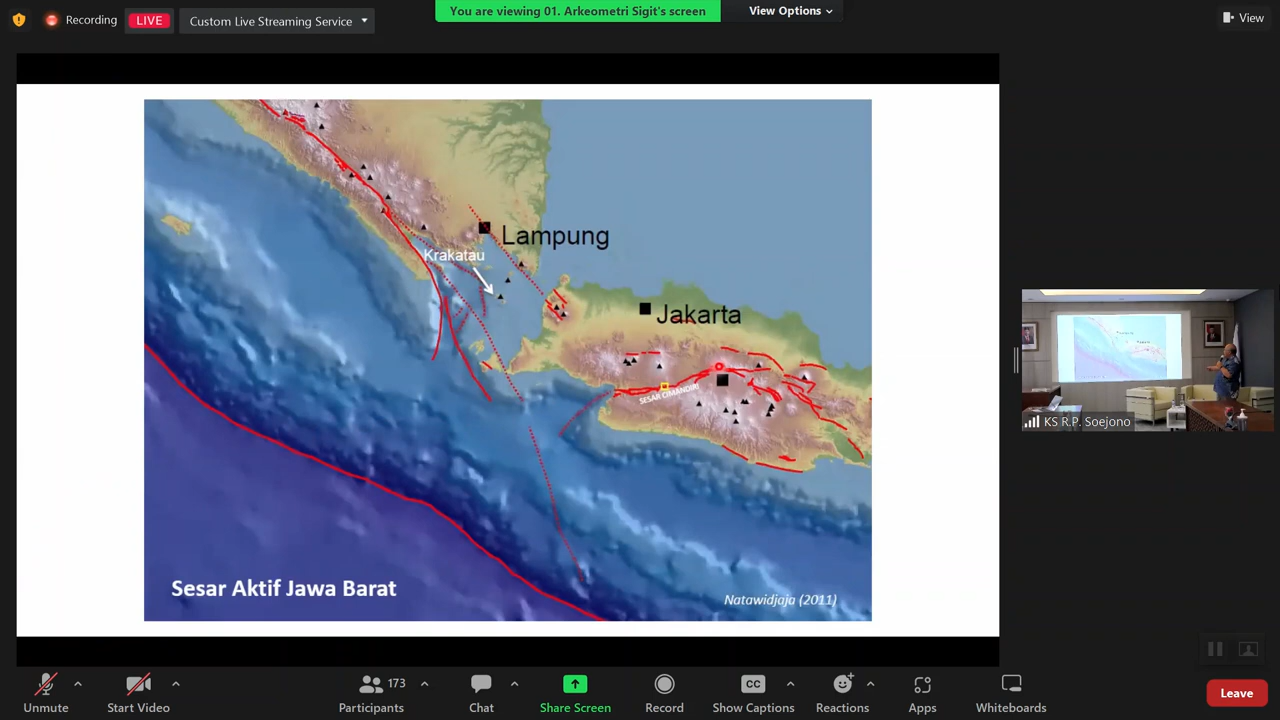 Recording
LIVE
Custom Live Streaming Service
You are viewing 01. Arkeometri Sigit's screen
View Options
View
Lampung
Krakatau
Jakarta
SESAR CIMANDIRI
Sesar Aktif Jawa Barat
Natawidjaja (2011)
KS R.P. Soejono
Unmute
Start Video
173
Participants
Chat
Share Screen
Record
CC
Show Captions
Reactions
Apps
Whiteboards
Leave